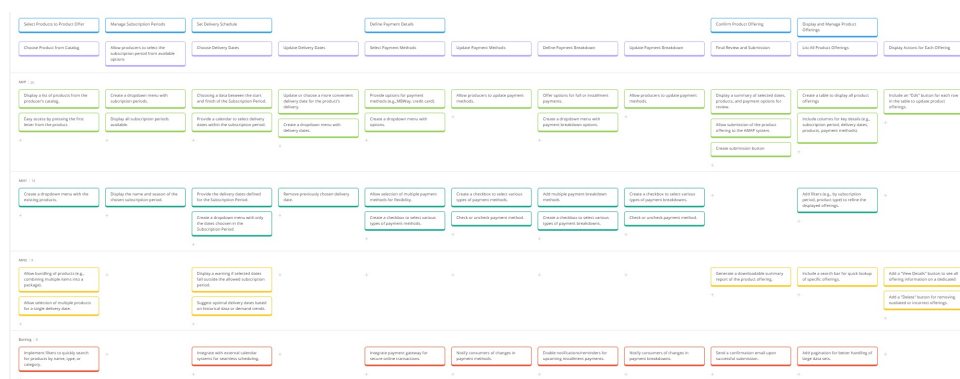 Select Products to Product Offer
Manage Subscription Periods
Set Delivery Schedule
Define Payment Details
Confirm Product Offering
Display and Manage Product
Offerings
Choose Product from Catalog
Allow producers to select the
subscription period from available
options.
Choose Delivery Dates
Update Delivery Dates
Select Payment Methods
Update Payment Methods
Define Payment Breakdown
Update Payment Breakdown
Final Review and Submission
List All Product Offerings
Display Actions for Each Offering
Display a list of products from the
producer's catalog.
Create a dropdown menu with
subscription periods.
Choosing a data between the start
and finish of the Subscription Period.
Update or choose a more convenient
delivery date for the product's
delivery.
Provide options for payment
methods (e.g., MBWay, credit card).
Allow producers to update payment
methods.
Offer options for full or installment
payments.
Allow producers to update payment
methods.
Display a summary of selected dates,
products, and payment options for
review.
Create a table to display all product
offerings
Include an "Edit" button for each row
in the table to update product
offerings.
Easy access by pressing the first
letter from the product.
Display all subscription periods
available.
Provide a calendar to select delivery
dates within the subscription period.
Create a dropdown menu with
delivery dates.
Create a dropdown menu with
options.
Create a dropdown menu with
payment breakdown options.
Allow submission of the product
offering to the AMAP system.
Include columns for key details (e.g.,
subscription period, delivery dates,
products, payment methods).
Create submission button
Create a dropdown menu with the
existing products.
Display the name and season of the
chosen subscription period.
Provide the delivery dates defined
for the Subscription Period.
Remove previously chosen delivery
date.
Allow selection of multiple payment
methods for flexibility.
Create a checkbox to select various
types of payment methods.
Add multiple payment breakdown
methods.
Create a checkbox to select various
types of payment breakdowns.
Add filters (e.g., by subscription
period, product type) to refine the
displayed offerings.
Create a dropdown menu with only
the dates choosen in the
Subscription Period
Create a checkbox to select various
types of payment methods.
Check or uncheck payment method.
Create a checkbox to select various
types of payment breakdowns.
Check or uncheck payment method.
Allow bundling of products (e.g.,
combining multiple items into a
package).
Display a warning if selected dates
fall outside the allowed subscription
period.
Generate a downloadable summary
report of the product offering.
Include a search bar for quick lookup
of specific offerings.
Add a "View Details" button to see all
offering information on a dedicated
Allow selection of multiple products
for a single delivery date.
Suggest optimal delivery dates based
on historical data or demand trends.
Add a "Delete" button for removing
outdated or incorrect offerings.
Implement filters to quickly search
for products by name, type, or
category.
Integrate with external calendar
systems for seamless scheduling.
Integrate payment gateway for
secure online transactions.
Notify consumers of changes in
payment methods.
Enable notifications/reminders for
upcoming installment payments.
Notify consumers of changes in
payment breakdowns.
Send a confirmation email upon
successful submission.
Add pagination for better handling of
large data sets.